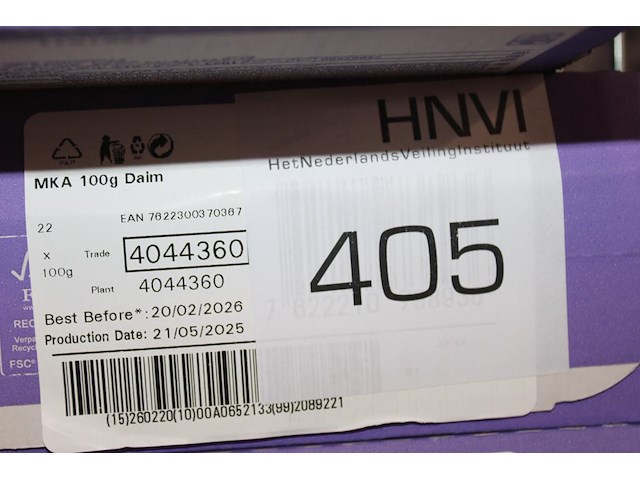 HNVI
HetNederlandsVeilingInstituut
405
MKA 100g Daim
EAN 7622300370367
22
x
100g
Trade 4044360
Plant 4044360
Best Before*: 20/02/2026
Production Date: 21/05/2025
(15)260220(10)00A0652133(99)2089221
FSC®